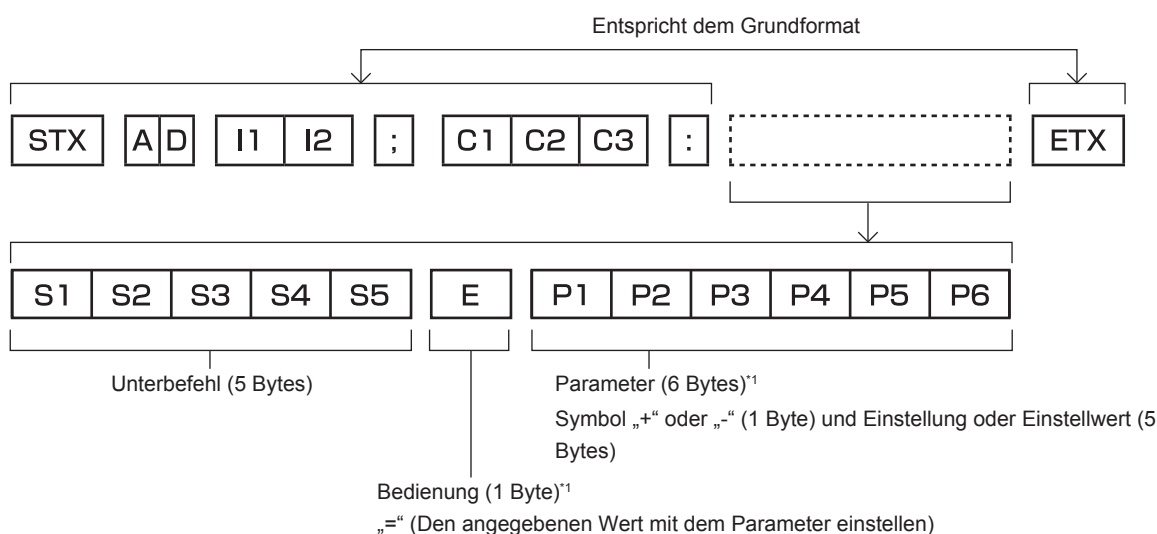 Entspricht dem Grundformat
STX A D I1 I2 ; C1 C2 C3 : ETX
S1 S2 S3 S4 S5 E P1 P2 P3 P4 P5 P6
Unterbefehl (5 Bytes)
Parameter (6 Bytes)*1
Symbol „+“ oder „-“ (1 Byte) und Einstellung oder Einstellwert (5
Bytes)
Bedienung (1 Byte)*1
„=“ (Den angegebenen Wert mit dem Parameter einstellen)